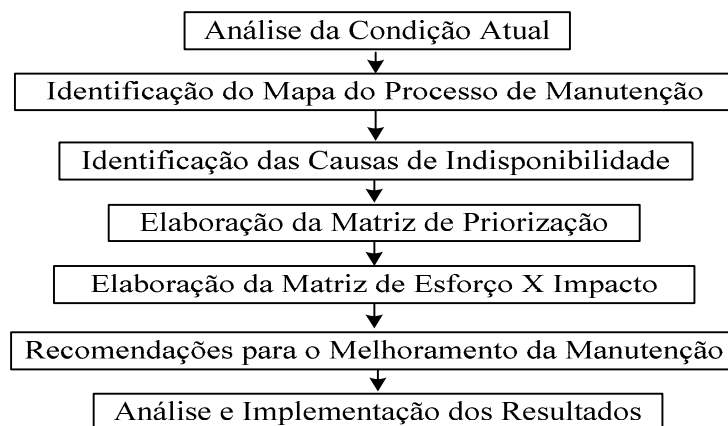 Análise da Condição Atual
Identificação do Mapa do Processo de Manutenção
Identificação das Causas de Indisponibilidade
Elaboração da Matriz de Priorização
Elaboração da Matriz de Esforço X Impacto
Recomendações para o Melhoramento da Manutenção
Análise e Implementação dos Resultados